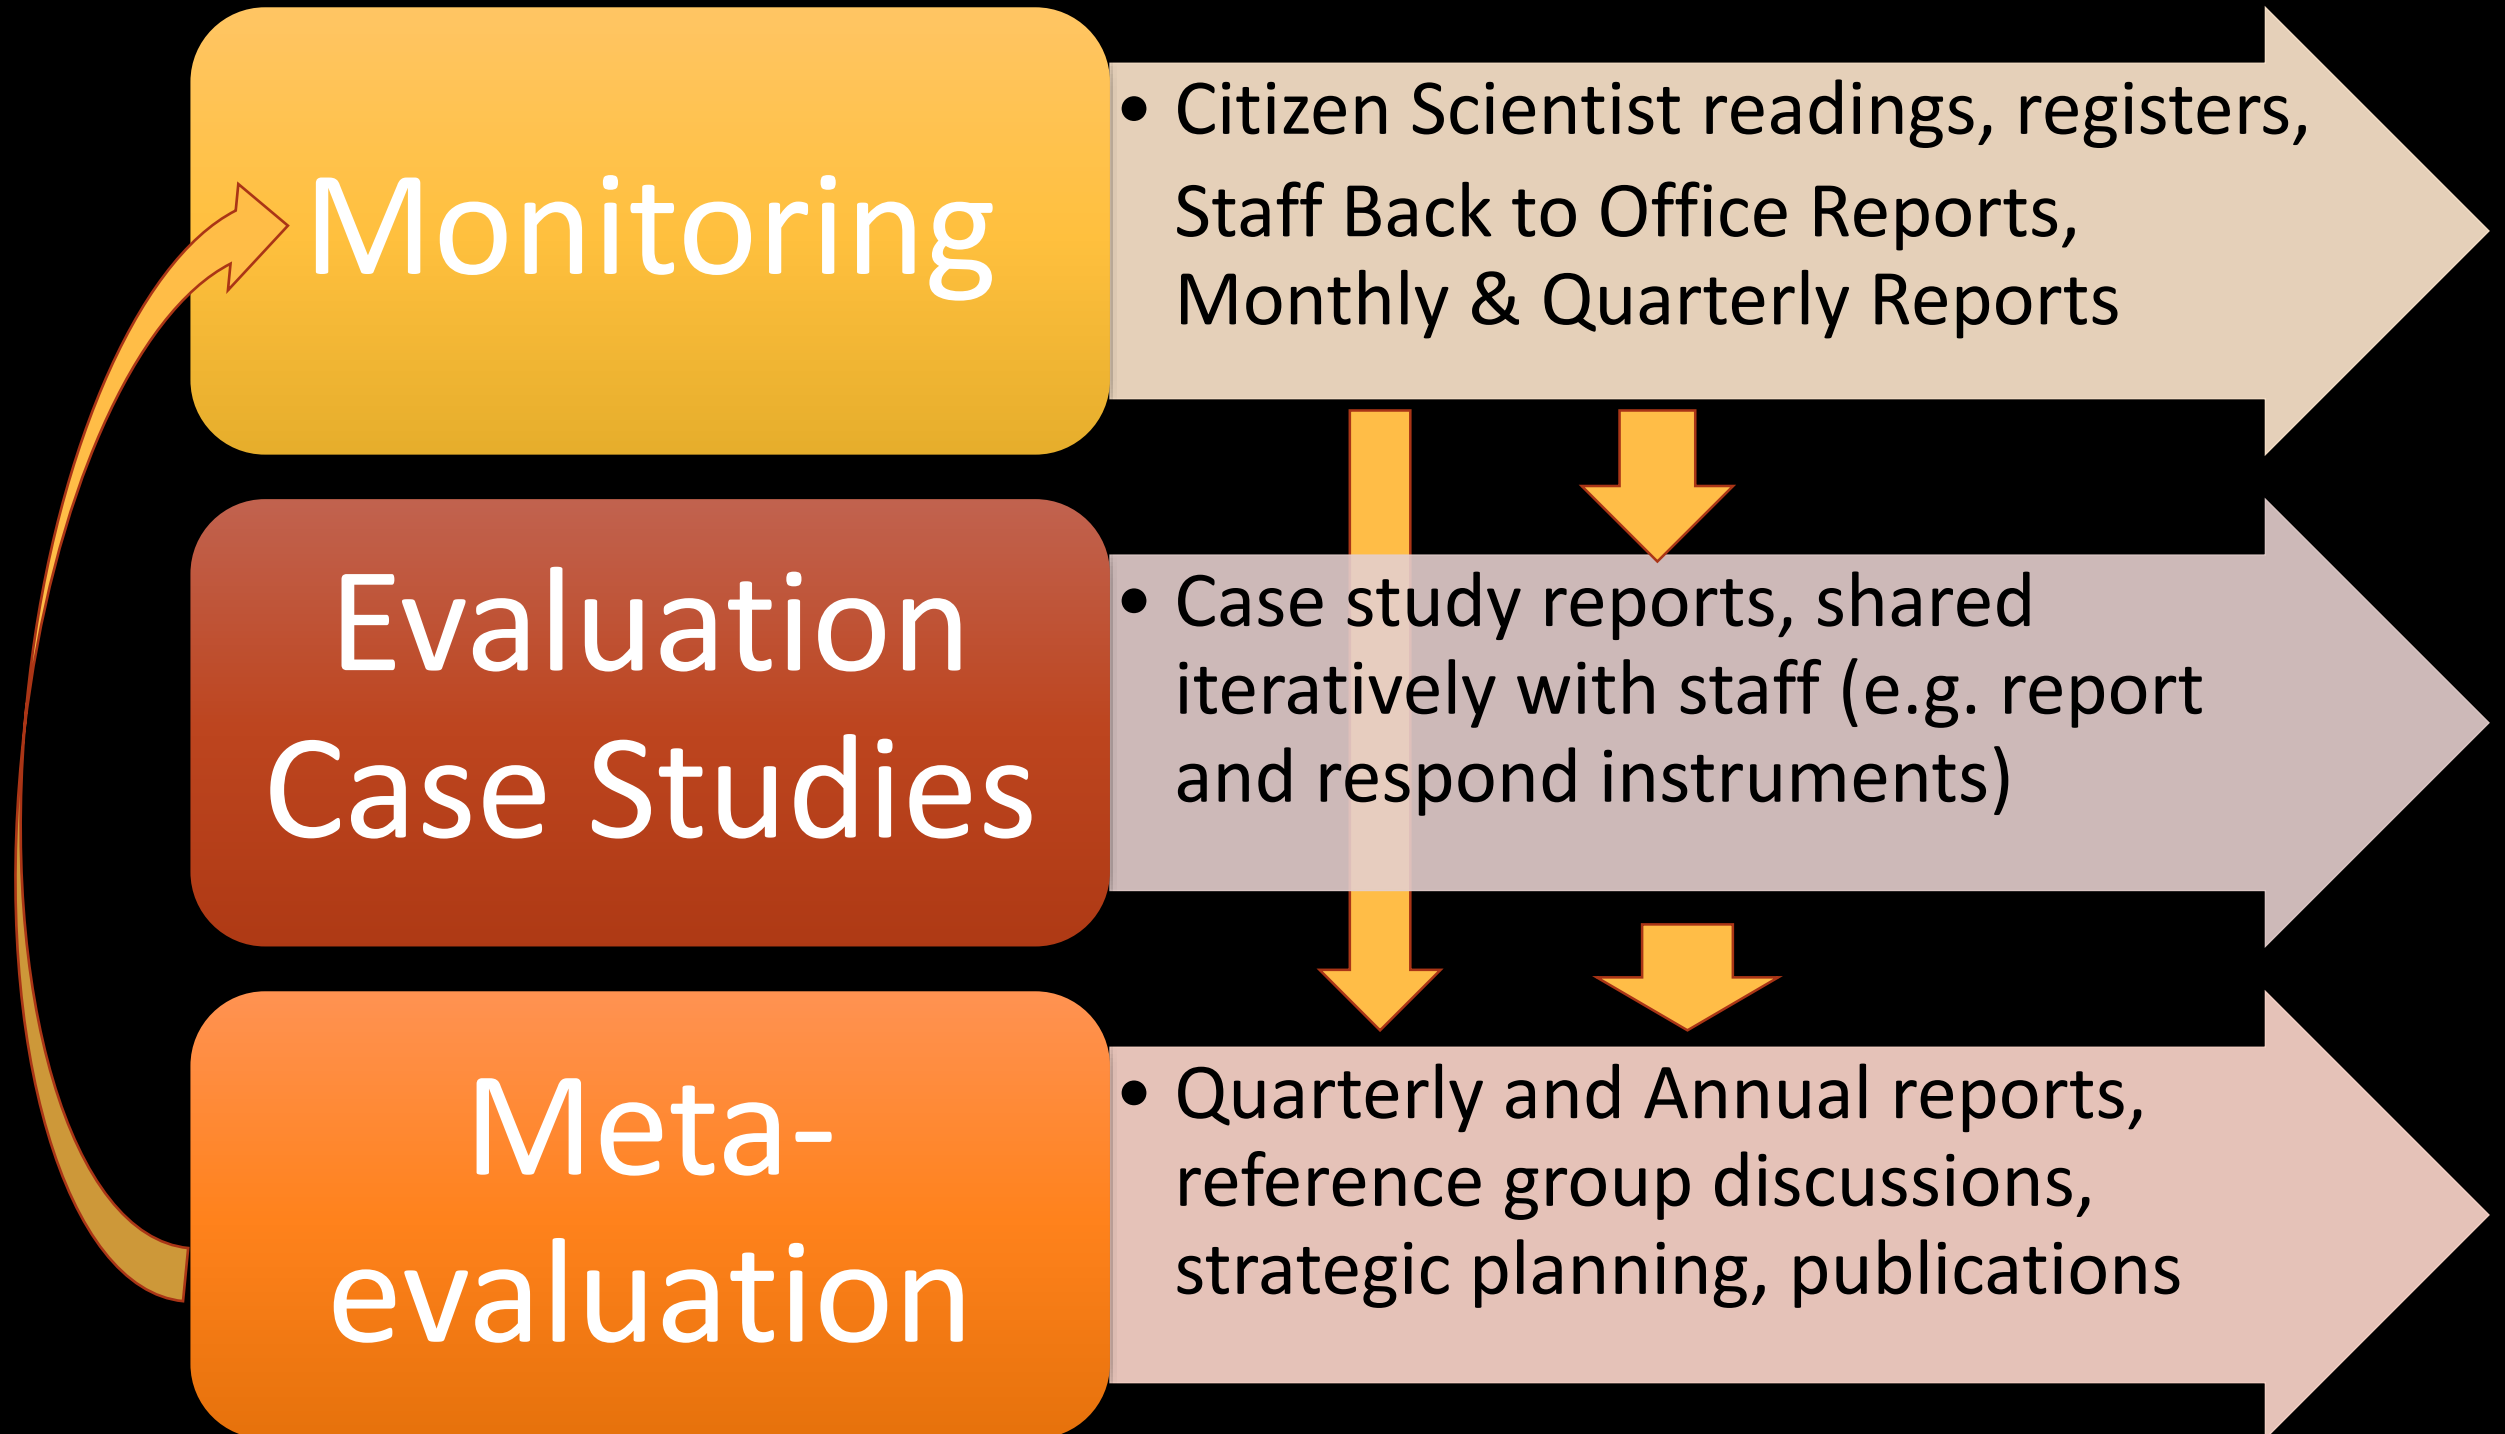 Monitoring
• Citizen Scientist readings, registers,
Staff Back to Office Reports,
Monthly & Quarterly Reports
Evaluation
Case Studies
• Case study reports, shared
iteratively with staff (e.g. report
and respond instruments)
Meta-
evaluation
• Quarterly and Annual reports,
reference group discussions,
strategic planning, publications